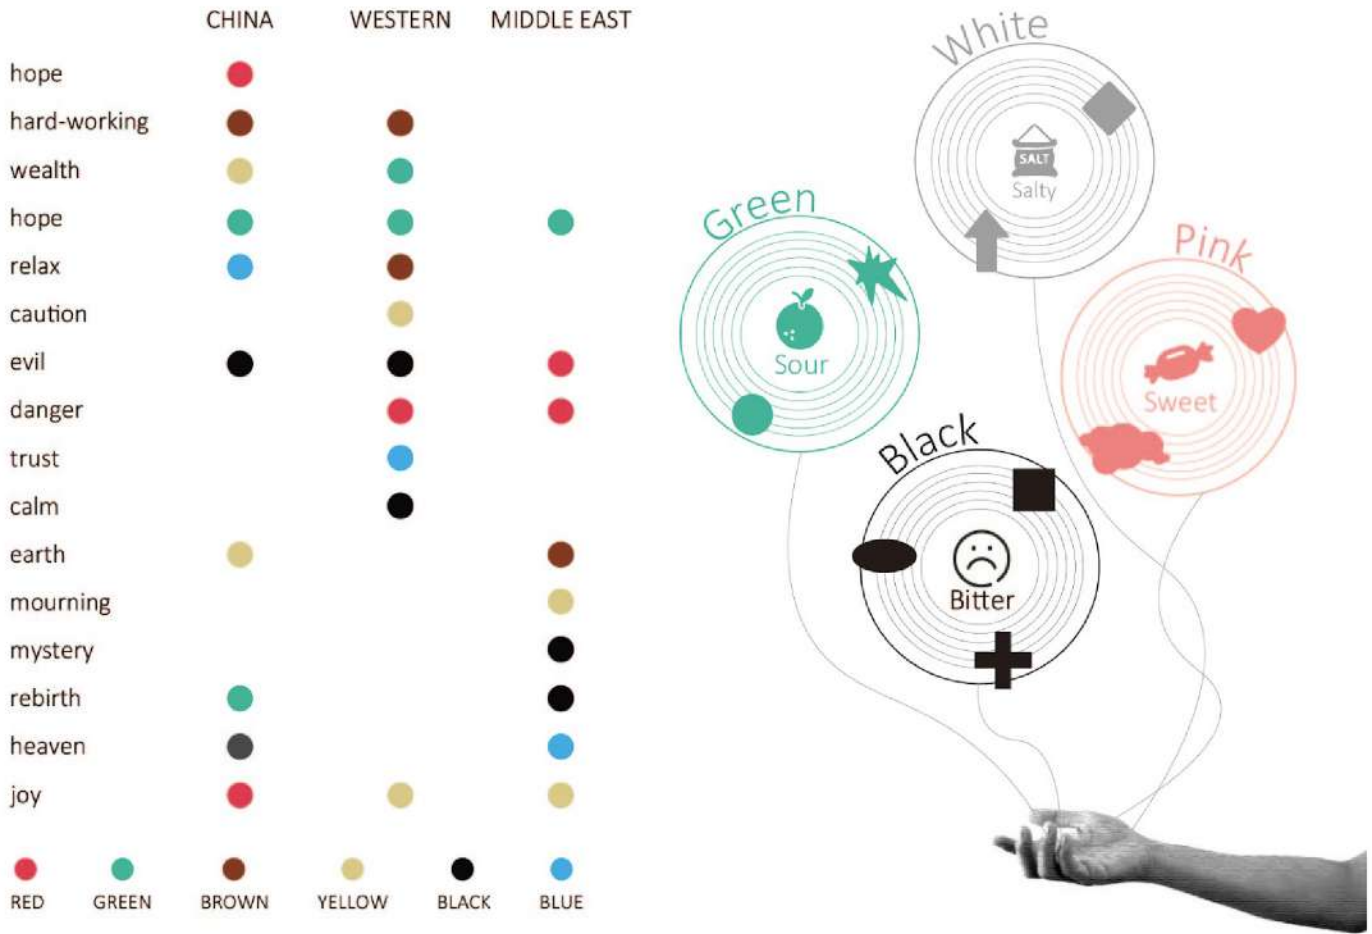 CHINA WESTERN MIDDLE EAST
hope
hard-working
wealth
hope
relax
caution
evil
danger
trust
calm
earth
mourning
mystery
rebirth
heaven
joy
RED GREEN BROWN YELLOW BLACK BLUE
White
SALT
Salty
Green
Sour
Pink
Sweet
Black
Bitter